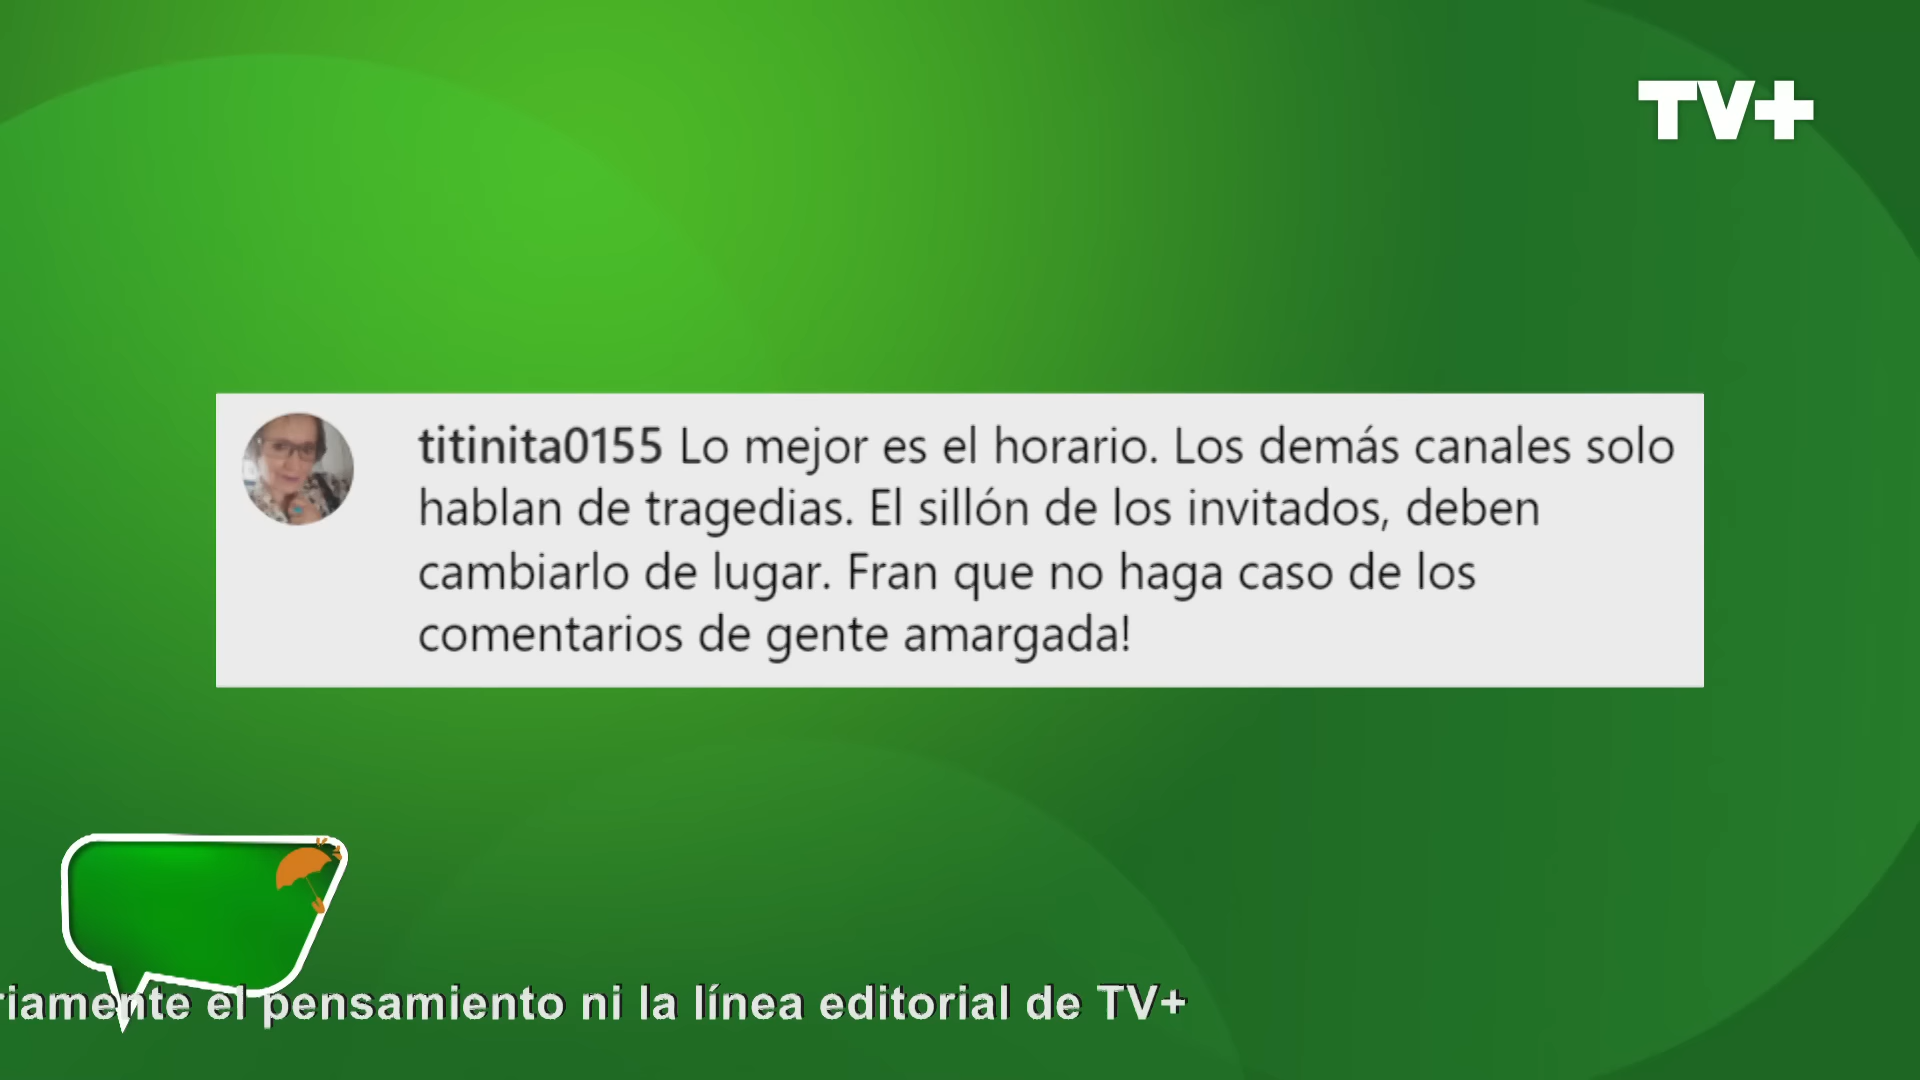 TV+
titinita0155 Lo mejor es el horario. Los demás canales solo
hablan de tragedias. El sillón de los invitados, deben
cambiarlo de lugar. Fran que no haga caso de los
comentarios de gente amargada!
riamente el pensamiento ni la línea editorial de TV+